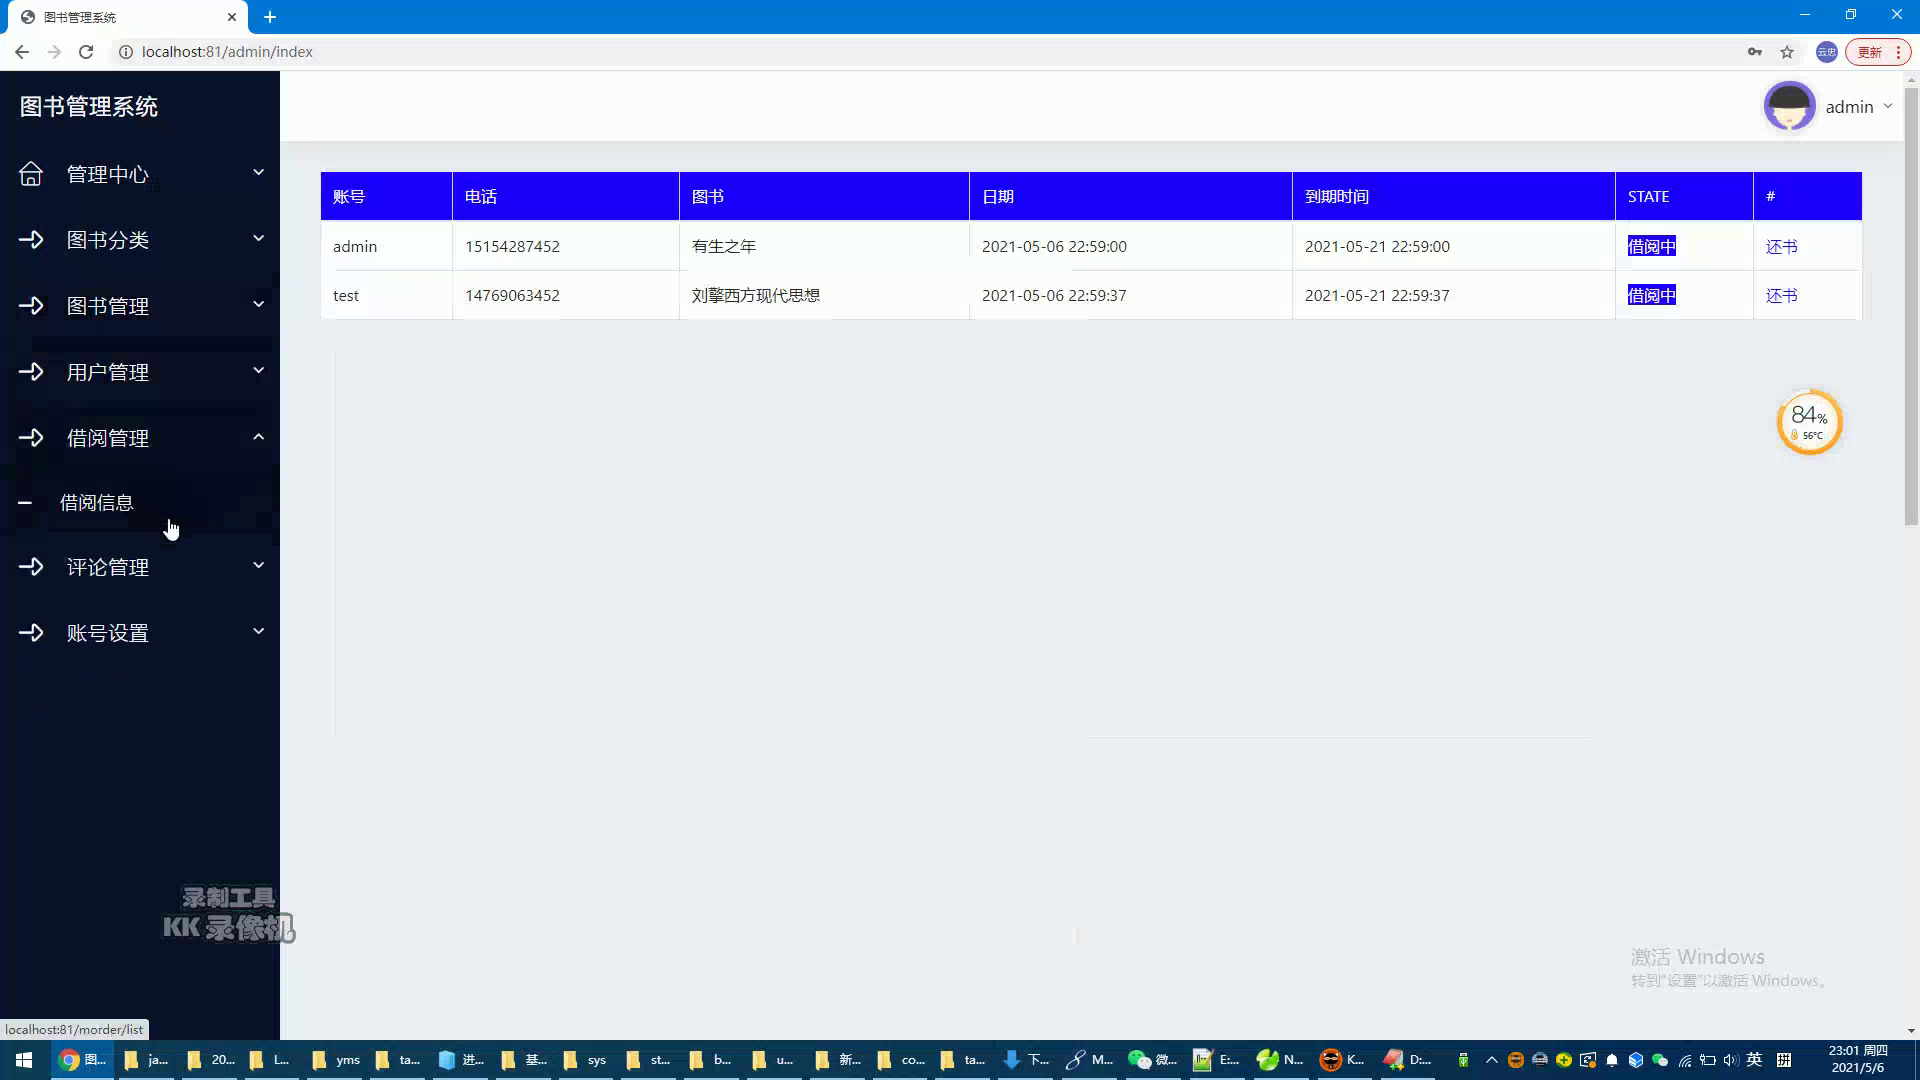 图书管理系统
localhost:81/admin/index
云忠
更新
图书管理系统
admin
管理中心
图书分类
图书管理
用户管理
借阅管理
借阅信息
评论管理
账号设置
账号 电话 图书 日期 到期时间 STATE #
admin 15154287452 有生之年 2021-05-06 22:59:00 2021-05-21 22:59:00 借阅中 还书
test 14769063452 刘擎西方现代思想 2021-05-06 22:59:37 2021-05-21 22:59:37 借阅中 还书
84%
56°C
录制工具
KK 录像机
激活 Windows
转到"设置"以激活 Windows。
localhost:81/morder/list
图... ja... 20... L... yms ta... 进... 基... sys st... b... u... 新... co... ta... 下... M... 微... E:... N... K... D:... 英 拼
23:01 周四
2021/5/6